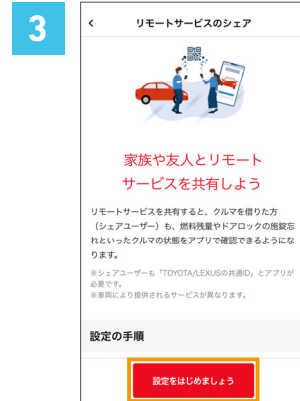 3
リモートサービスのシェア
家族や友人とリモート
サービスを共有しよう
リモートサービスを共有すると、クルマを借りた方
（シェアユーザー）も、燃料残量やドアロックの施錠忘
れといったクルマの状態をアプリで確認できるようにな
ります。
※シェアユーザーも「TOYOTA/LEXUSの共通ID」とアプリが
必要です。
※車両により提供されるサービスが異なります。
設定の手順
設定をはじめましょう